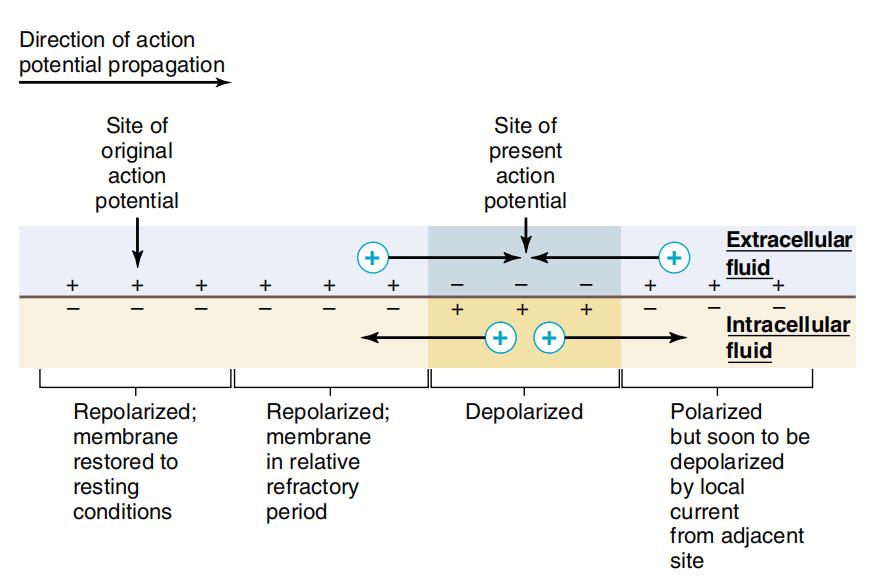 Direction of action
potential propagation
Site of
original
action
potential
Site of
present
action
potential
+ + Extracellular
fluid
+ + + + + + − − − + + +
− − − − − − + + + − − −
Intracellular
fluid
+ +
Repolarized;
membrane
restored to
resting
conditions
Repolarized;
membrane
in relative
refractory
period
Depolarized
Polarized
but soon to be
depolarized
by local
current
from adjacent
site